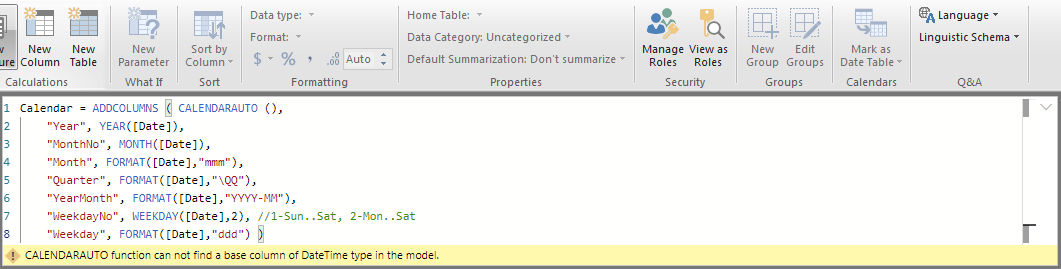 Data type:
Home Table:
Language
New Column
New Table
New Parameter
Sort by Column
Format:
Data Category: Uncategorized
Manage Roles
View as Roles
New Group
Edit Groups
Mark as Date Table
Linguistic Schema
$ % , .00 Auto
Default Summarization: Don't summarize
Calculations
What If
Sort
Formatting
Properties
Security
Groups
Calendars
Q&A
1 Calendar = ADDCOLUMNS ( CALENDARAUTO (),
2 "Year", YEAR([Date]),
3 "MonthNo", MONTH([Date]),
4 "Month", FORMAT([Date],"mmm"),
5 "Quarter", FORMAT([Date],"\QQ"),
6 "YearMonth", FORMAT([Date],"YYYY-MM"),
7 "WeekdayNo", WEEKDAY([Date],2), //1-Sun..Sat, 2-Mon..Sat
8 "Weekday", FORMAT([Date],"ddd") )
CALENDARAUTO function can not find a base column of DateTime type in the model.